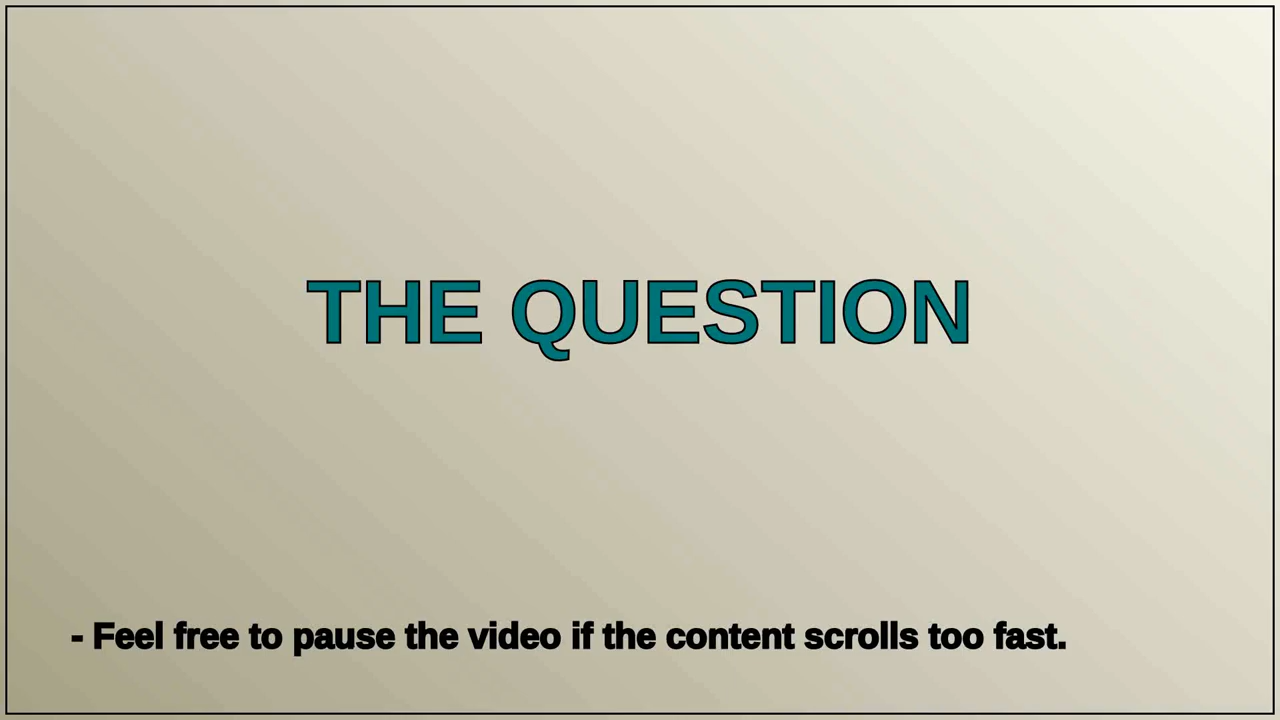 THE QUESTION
- Feel free to pause the video if the content scrolls too fast.